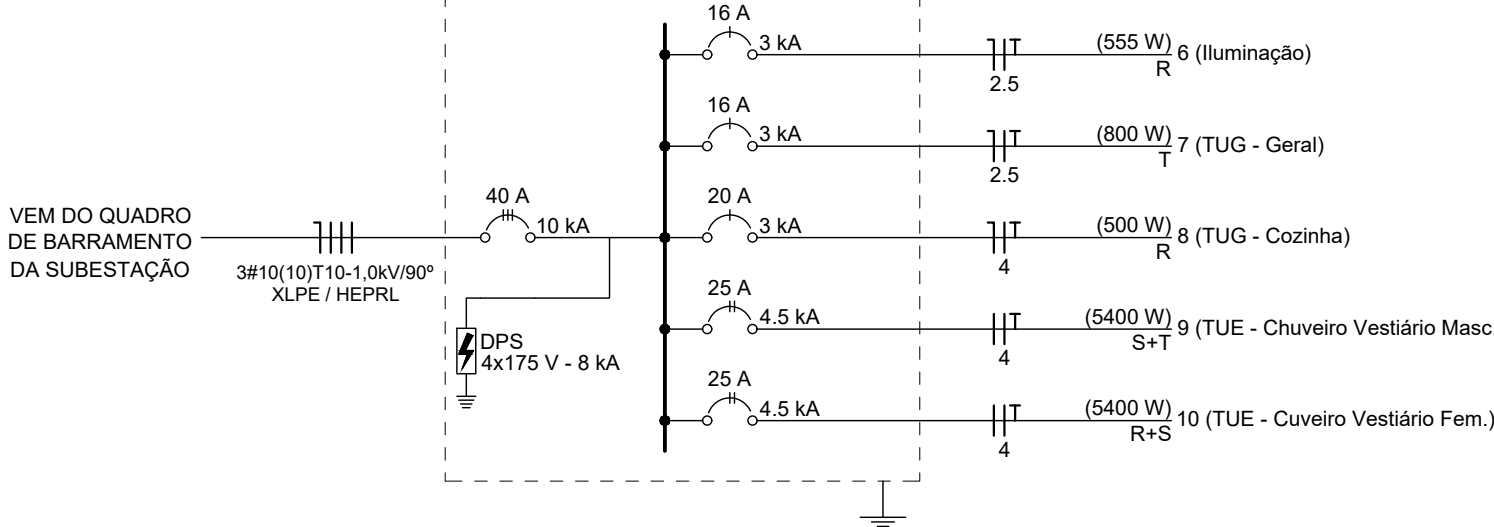 VEM DO QUADRO
DE BARRAMENTO
DA SUBESTAÇÃO
3#10(10)T10-1,0kV/90º
XLPE / HEPRL
40 A
10 kA
DPS
4x175 V - 8 kA
16 A
3 kA
T
2.5
(555 W)
R
6 (Iluminação)
16 A
3 kA
T
2.5
(800 W)
T
7 (TUG - Geral)
20 A
3 kA
T
4
(500 W)
R
8 (TUG - Cozinha)
25 A
4.5 kA
T
4
(5400 W)
S+T
9 (TUE - Chuveiro Vestiário Masc
25 A
4.5 kA
T
4
(5400 W)
R+S
10 (TUE - Cuveiro Vestiário Fem.)